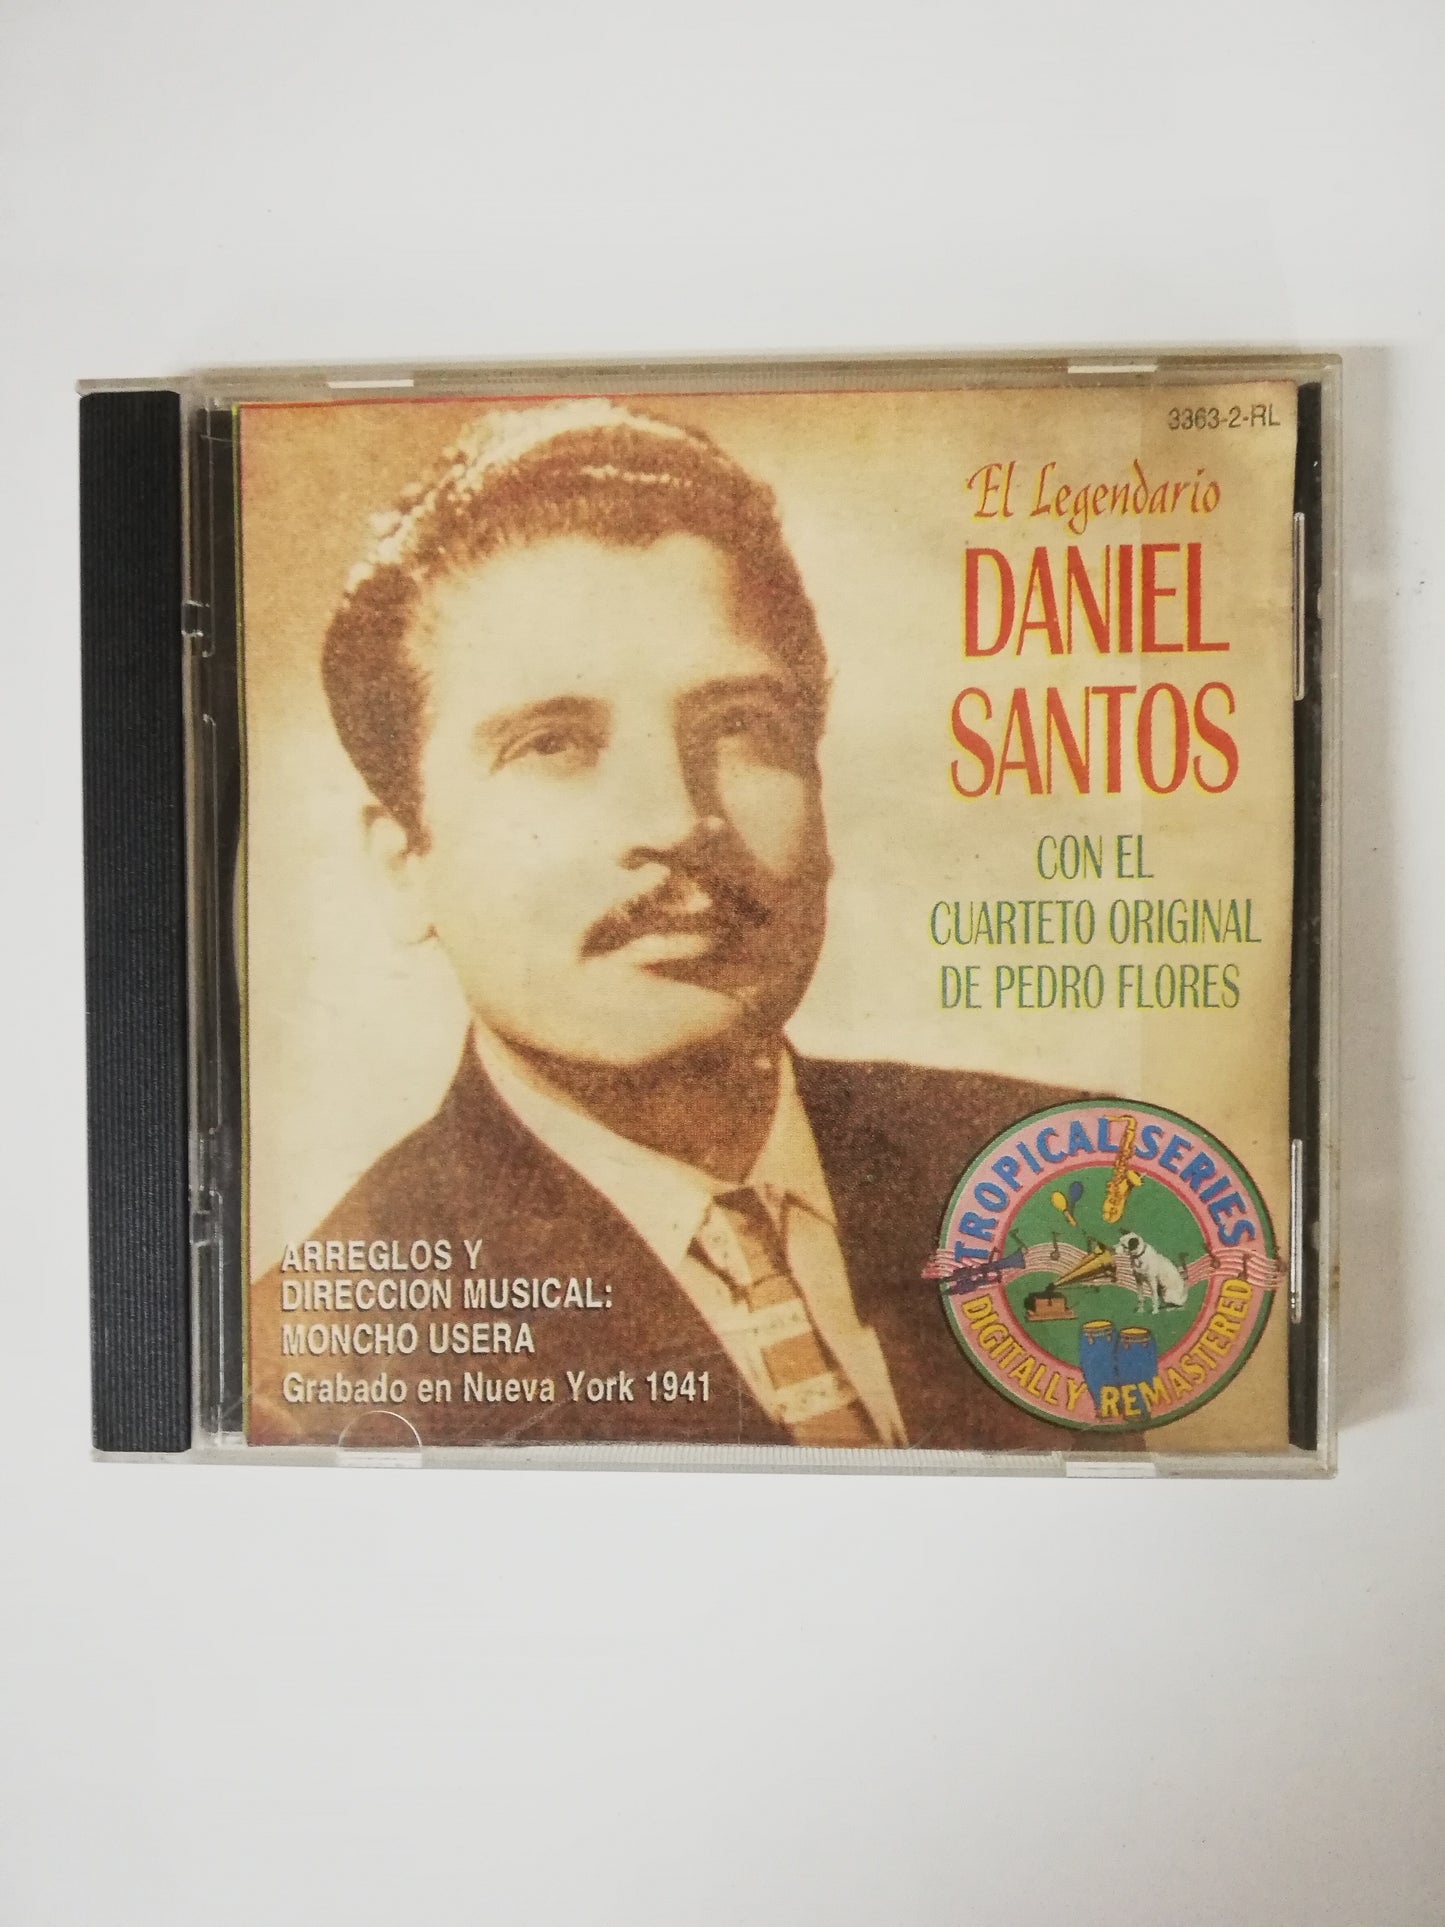 3363-2-RL
El Legendario
DANIEL
SANTOS
CON EL
CUARTETO ORIGINAL
DE PEDRO FLORES
ARREGLOS Y
DIRECCION MUSICAL:
MONCHO USERA
Grabado en Nueva York 1941
TROPICAL SERIES
DIGITALLY REMASTERED